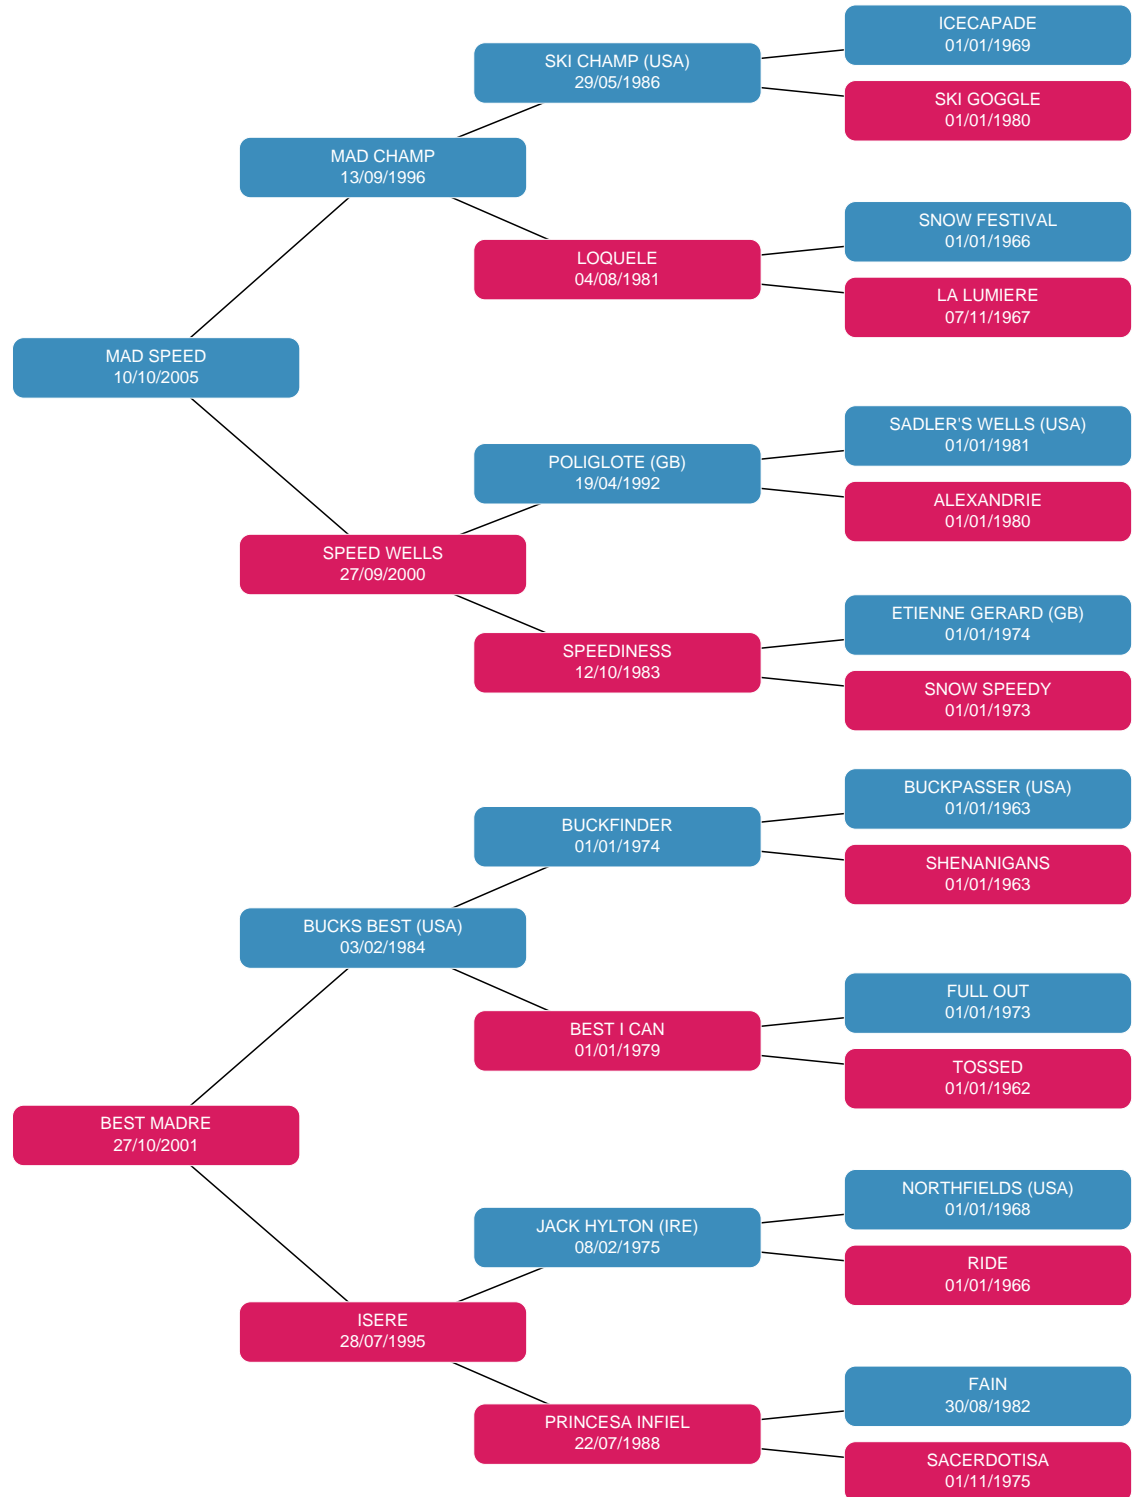 ICECAPADE
01/01/1969
SKI CHAMP (USA)
29/05/1986
SKI GOGGLE
01/01/1980
MAD CHAMP
13/09/1996
SNOW FESTIVAL
01/01/1966
LOQUELE
04/08/1981
LA LUMIERE
07/11/1967
MAD SPEED
10/10/2005
SADLER'S WELLS (USA)
01/01/1981
POLIGLOTE (GB)
19/04/1992
ALEXANDRIE
01/01/1980
SPEED WELLS
27/09/2000
ETIENNE GERARD (GB)
01/01/1974
SPEEDINESS
12/10/1983
SNOW SPEEDY
01/01/1973
BUCKPASSER (USA)
01/01/1963
BUCKFINDER
01/01/1974
SHENANIGANS
01/01/1963
BUCKS BEST (USA)
03/02/1984
FULL OUT
01/01/1973
BEST I CAN
01/01/1979
TOSSED
01/01/1962
BEST MADRE
27/10/2001
NORTHFIELDS (USA)
01/01/1968
JACK HYLTON (IRE)
08/02/1975
RIDE
01/01/1966
ISERE
28/07/1995
FAIN
30/08/1982
PRINCESA INFIEL
22/07/1988
SACERDOTISA
01/11/1975